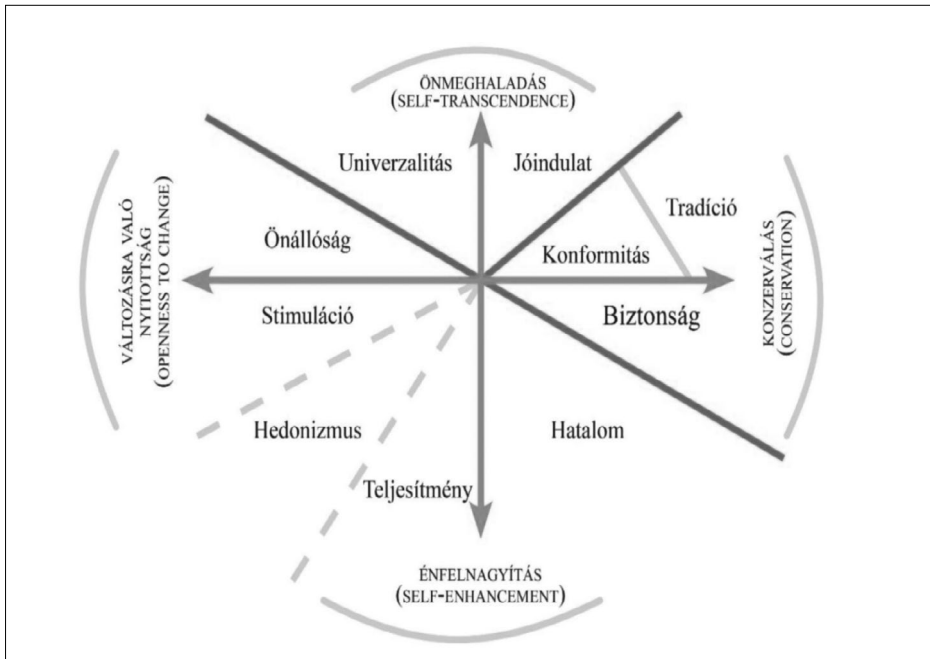 ÖNMEGHALADÁS
(SELF-TRANSCENDENCE)
Univerzalitás
Jóindulat
Tradíció
Önállóság
Konformitás
VÁLTOZÁSRA VALÓ
NYITOTTSÁG
(OPENNESS TO CHANGE)
KONZERVÁLÁS
(CONSERVATION)
Stimuláció
Biztonság
Hedonizmus
Hatalom
Teljesítmény
ÉNFELNAGYÍTÁS
(SELF-ENHANCEMENT)